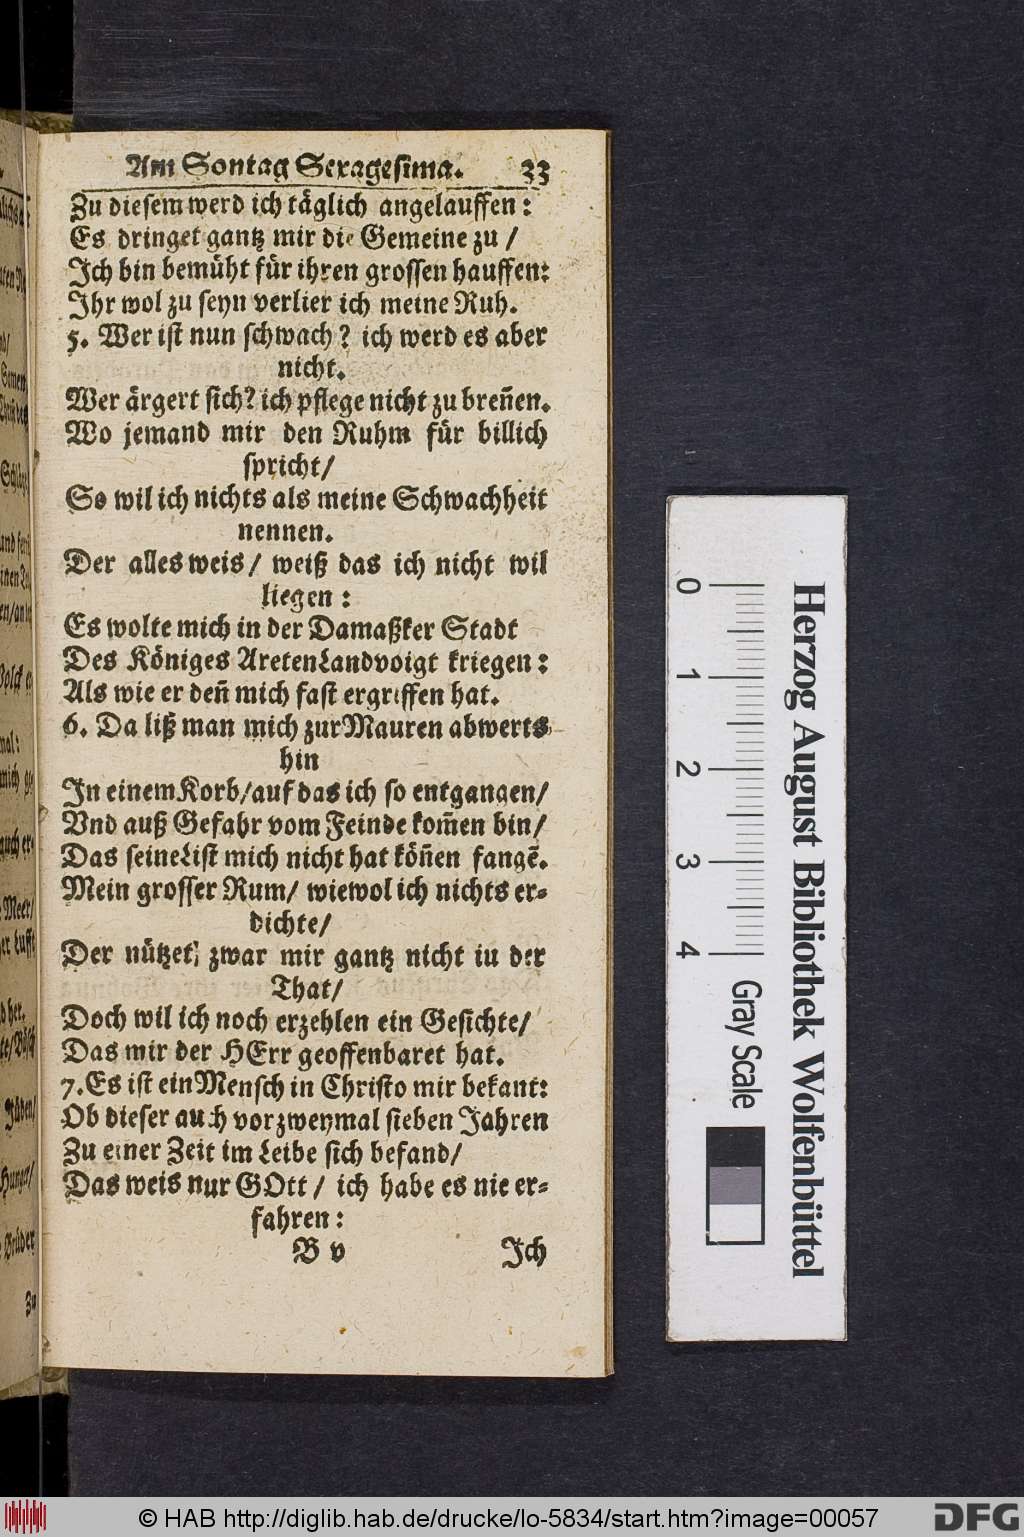 Am Sontag Sexagesima. 33
Zu diesem werd ich täglich angelauffen:
Es dringet gantz mir die Gemeine zu /
Ich bin bemüht für ihren grossen hauffen:
Ihr wol zu seyn verlier ich meine Ruh.
5. Wer ist nun schwach? ich werd es aber
nicht.
Wer ärgert sich? ich pflege nicht zu breñen.
Wo jemand mir den Ruhm für billich
spricht/
So wil ich nichts als meine Schwachheit
nennen.
Der alles weis/ weiß das ich nicht wil
liegen:
Es wolte mich in der Damaßker Stadt
Des Königes Areten Landvoigt kriegen:
Als wie er deñ mich fast ergriffen hat.
6. Da liß man mich zur Mauren abwerts
hin
In einem Korb/ auf das ich so entgangen/
Vnd auß Gefahr vom Feinde kom̃en bin/
Das seine List mich nicht hat köñen fangẽ.
Mein grosser Rum/ wiewol ich nichts er-
dichte/
Der nützet zwar mir gantz nicht in der
That/
Doch wil ich noch erzehlen ein Gesichte/
Das mir der HErr geoffenbaret hat.
7. Es ist ein Mensch in Christo mir bekant:
Ob dieser auch vor zweymal sieben Jahren
Zu einer Zeit im Leibe sich befand/
Das weis nur GOtt / ich habe es nie er-
fahren:
B v Ich
0 1 2 3 4
Gray Scale
Herzog August Bibliothek Wolfenbüttel
© HAB http://diglib.hab.de/drucke/lo-5834/start.htm?image=00057
DFG